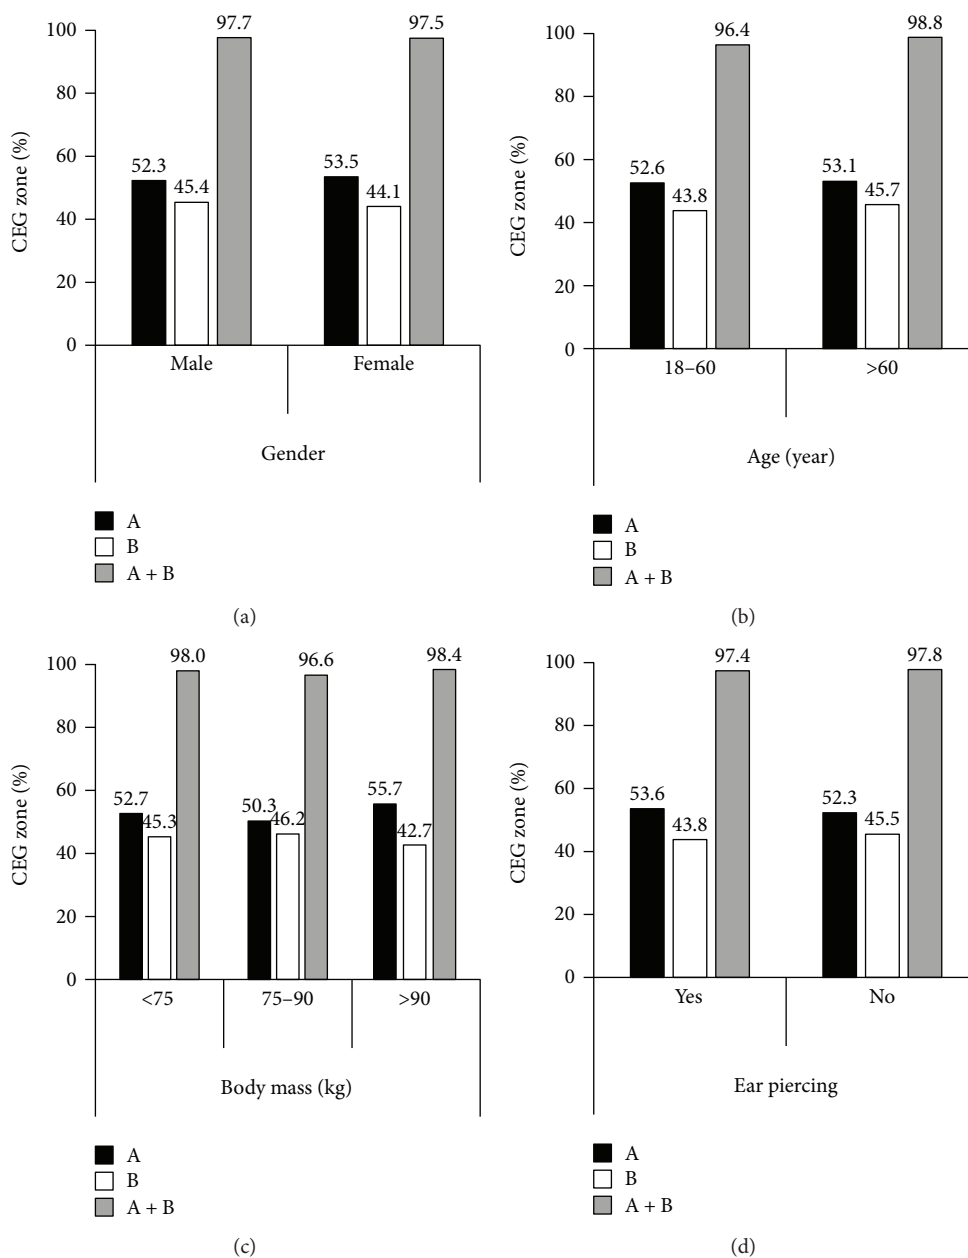 97.7
97.5
100
80
60
53.5
52.3
45.4
44.1
40
20
0
CEG zone (%)
Male
Female
Gender
A
B
A + B
(a)
98.8
96.4
100
80
60
52.6
53.1
43.8
45.7
40
20
0
CEG zone (%)
18–60
>60
Age (year)
A
B
A + B
(b)
98.0
96.6
98.4
100
80
60
52.7
50.3
55.7
45.3
46.2
42.7
40
20
0
CEG zone (%)
<75
75–90
>90
Body mass (kg)
A
B
A + B
(c)
97.4
97.8
100
80
60
53.6
52.3
43.8
45.5
40
20
0
CEG zone (%)
Yes
No
Ear piercing
A
B
A + B
(d)